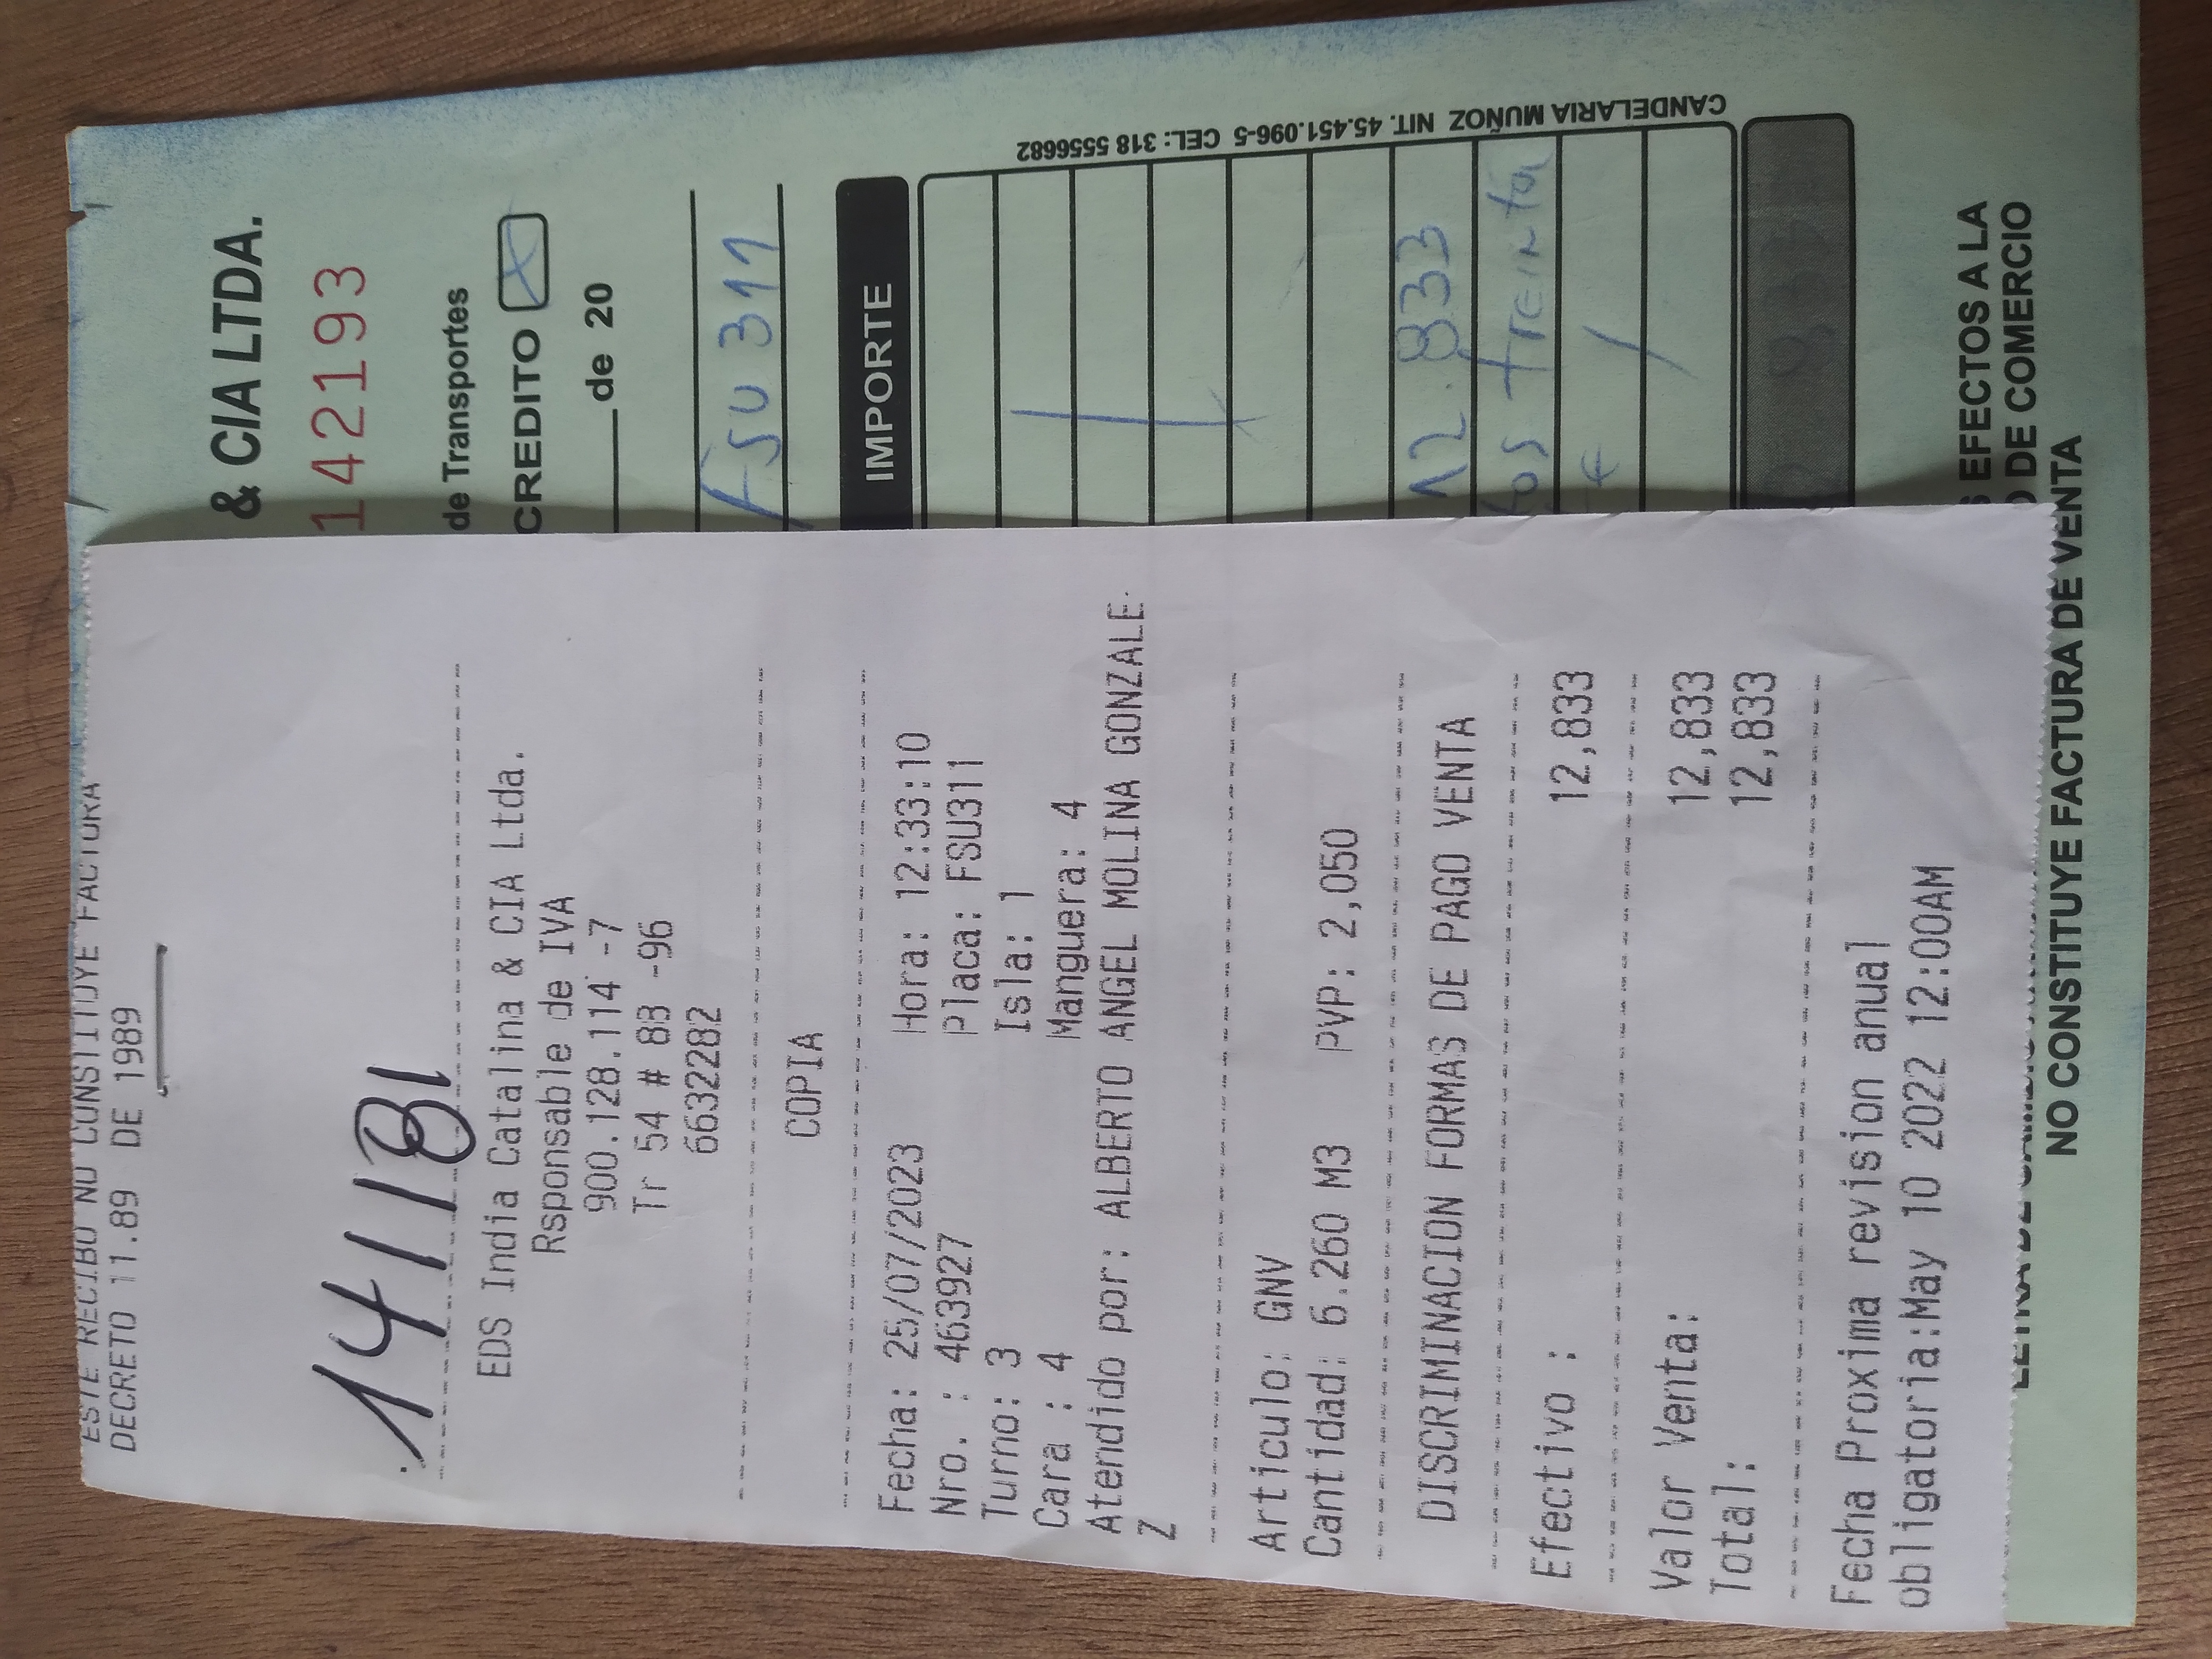 ESTE RECIBO NO CONSTITUYE FACTURA
DECRETO 11.89 DE 1989
14118L
EDS India Catalina & CIA Ltda.
Rsponsable de IVA
900.128.114 -7
Tr 54 # 83 -96
6632282
COPIA
Fecha: 25/07/2023 Hora: 12:33:10
Nro. : 463927 Placa: FSU311
Turno: 3 Isla: 1
Cara : 4 Manguera: 4
Atendido por: ALBERTO ANGEL MOLINA GONZALE
Z
Articulo: GNV
Cantidad: 6.260 M3 PVP: 2,050
DISCRIMINACION FORMAS DE PAGO VENTA
Efectivo : 12,833
Valor Venta: 12,833
Total: 12,833
Fecha Proxima revision anual
obligatoria:May 10 2022 12:00AM
& CIA LTDA.
142193
de Transportes
CREDITO X
de 20
FSU 311
IMPORTE
12.833
tos treinta
CANDELARIA MUÑOZ NIT. 45.451.096-5 CEL: 318 5556682
EFECTOS A LA
DE COMERCIO
NO CONSTITUYE FACTURA DE VENTA